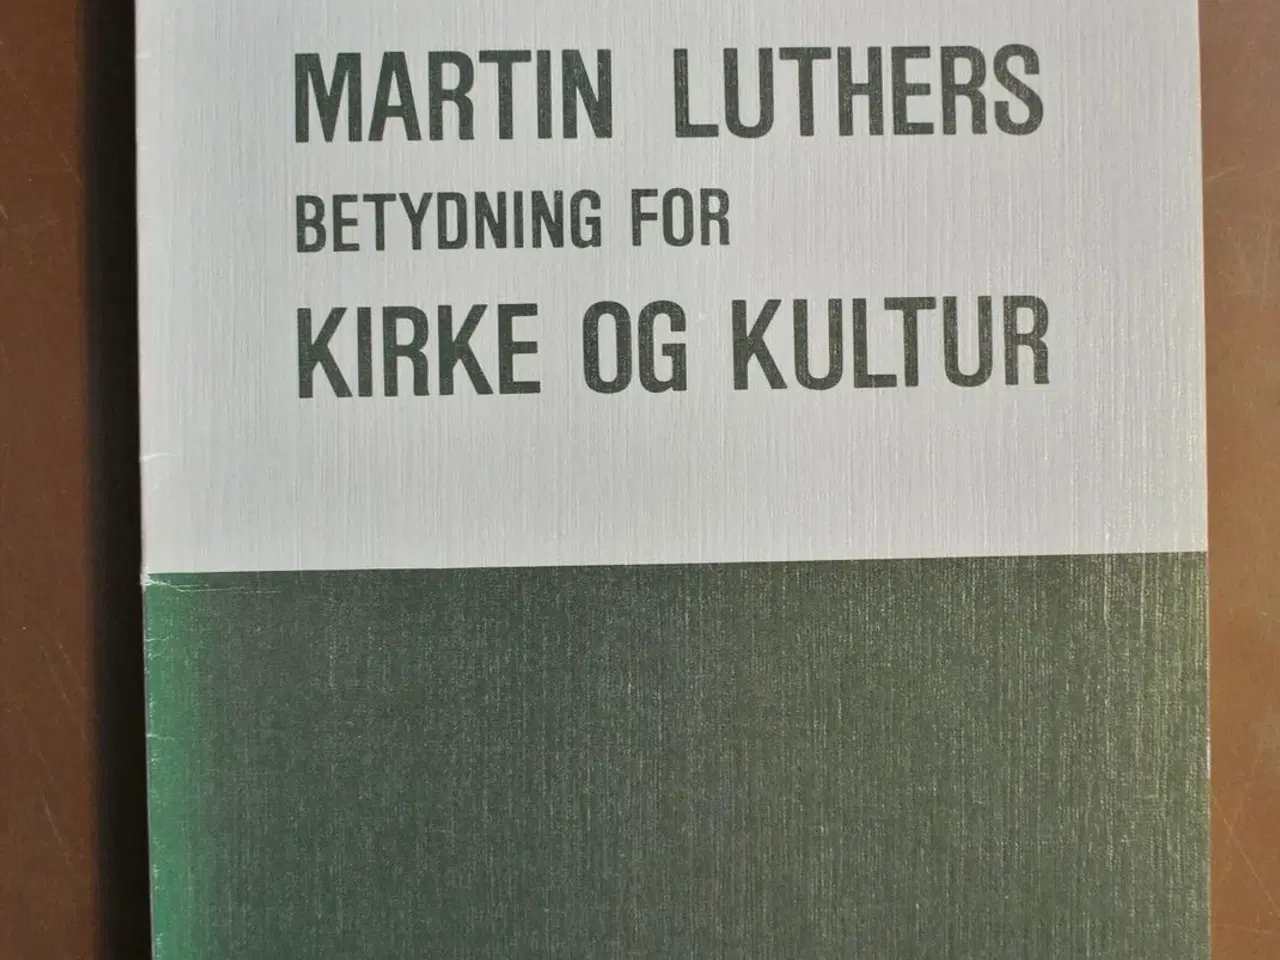 MARTIN LUTHERS
BETYDNING FOR
KIRKE OG KULTUR